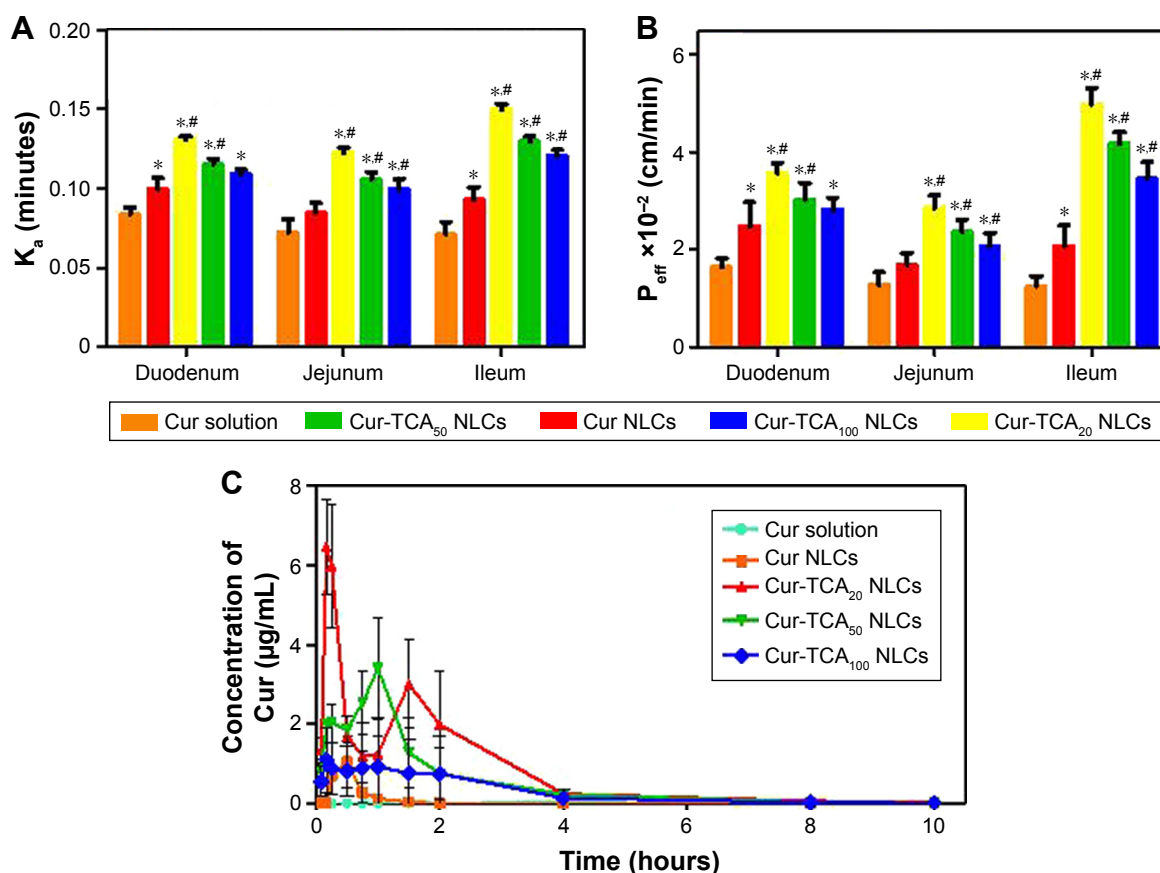 A
K_a (minutes)
0.20
0.15
0.10
0.05
0
*
*,#
*,#
*
*,#
*,#
*,#
*
*,#
*,#
*,#
Duodenum Jejunum Ileum
B
P_eff ×10⁻² (cm/min)
6
4
2
0
*
*,#
*,#
*
*,#
*,#
*,#
*
*,#
*,#
*,#
Duodenum Jejunum Ileum
Cur solution Cur-TCA₅₀ NLCs Cur NLCs Cur-TCA₁₀₀ NLCs Cur-TCA₂₀ NLCs
C
Concentration of
Cur (µg/mL)
8
6
4
2
0
0 2 4 6 8 10
Time (hours)
Cur solution
Cur NLCs
Cur-TCA₂₀ NLCs
Cur-TCA₅₀ NLCs
Cur-TCA₁₀₀ NLCs